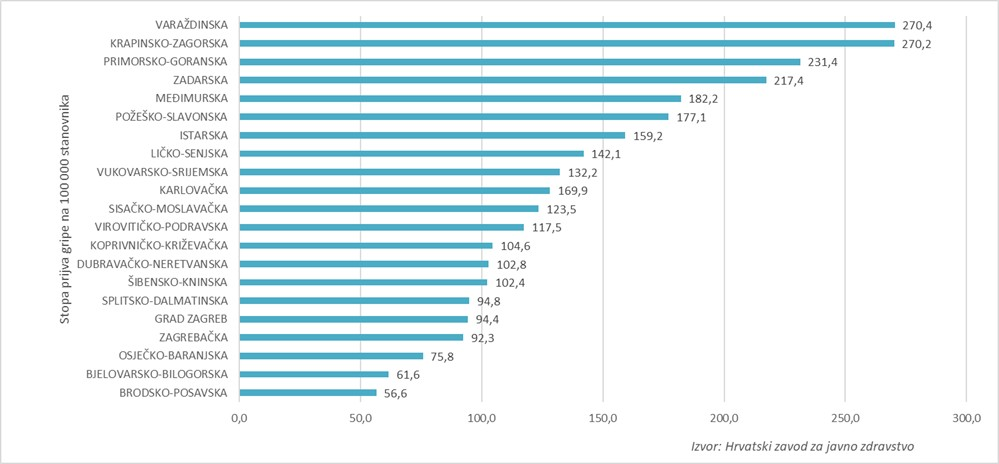 Stopa prijva gripe na 100 000 stanovnika
VARAŽDINSKA 270,4
KRAPINSKO-ZAGORSKA 270,2
PRIMORSKO-GORANSKA 231,4
ZADARSKA 217,4
MEĐIMURSKA 182,2
POŽEŠKO-SLAVONSKA 177,1
ISTARSKA 159,2
LIČKO-SENJSKA 142,1
VUKOVARSKO-SRIJEMSKA 132,2
KARLOVAČKA 169,9
SISAČKO-MOSLAVAČKA 123,5
VIROVITIČKO-PODRAVSKA 117,5
KOPRIVNIČKO-KRIŽEVAČKA 104,6
DUBRAVAČKO-NERETVANSKA 102,8
ŠIBENSKO-KNINSKA 102,4
SPLITSKO-DALMATINSKA 94,8
GRAD ZAGREB 94,4
ZAGREBAČKA 92,3
OSJEČKO-BARANJSKA 75,8
BJELOVARSKO-BILOGORSKA 61,6
BRODSKO-POSAVSKA 56,6
0,0 50,0 100,0 150,0 200,0 250,0 300,0
Izvor: Hrvatski zavod za javno zdravstvo